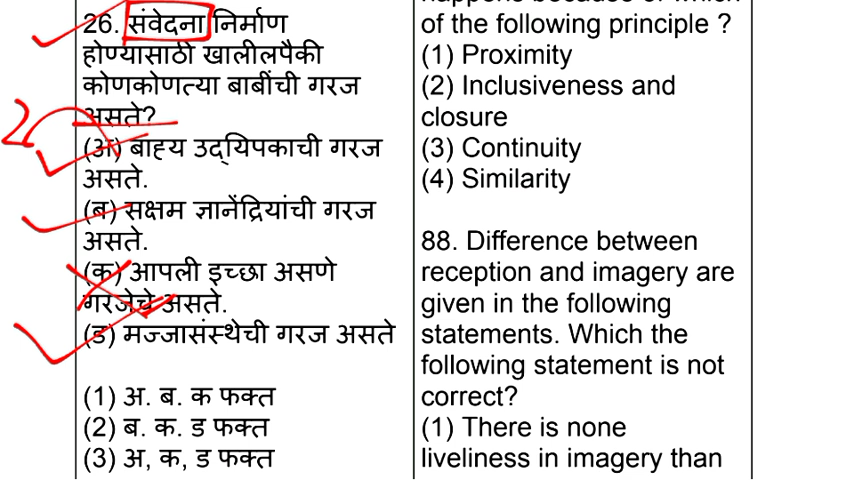 26. संवेदना निर्माण
होण्यासाठी खालीलपैकी
कोणकोणत्या बाबींची गरज
असते?
(अ) बाह्य उद्यिपकाची गरज
असते.
(ब) सक्षम ज्ञानेंद्रियांची गरज
असते.
(क) आपली इच्छा असणे
गरजेचे असते.
(ड) मज्जासंस्थेची गरज असते
(1) अ. ब. क फक्त
(2) ब. क. ड फक्त
(3) अ, क, ड फक्त
of the following principle ?
(1) Proximity
(2) Inclusiveness and
closure
(3) Continuity
(4) Similarity
88. Difference between
reception and imagery are
given in the following
statements. Which the
following statement is not
correct?
(1) There is none
liveliness in imagery than
2